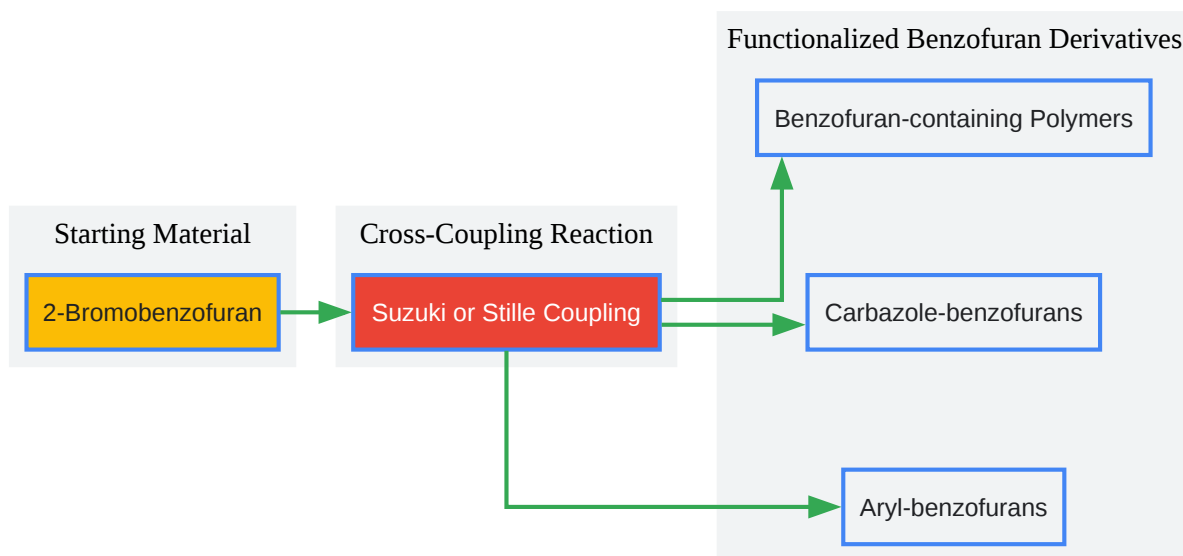 Functionalized Benzofuran Derivatives
Benzofuran-containing Polymers
Starting Material
Cross-Coupling Reaction
2-Bromobenzofuran
Suzuki or Stille Coupling
Carbazole-benzofurans
Aryl-benzofurans